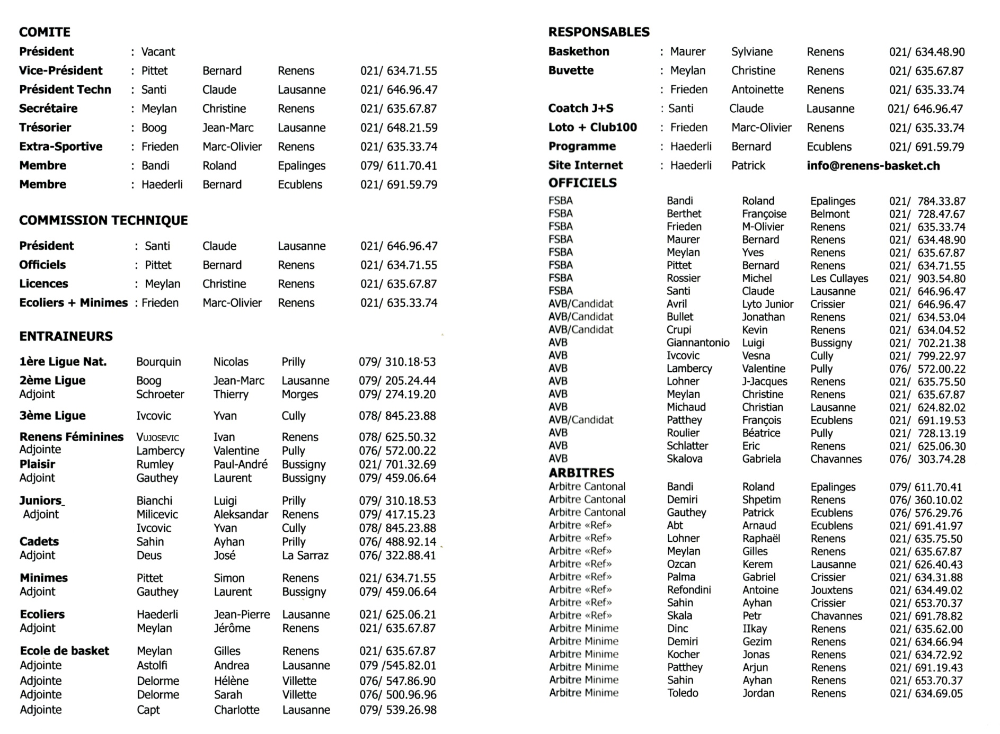 COMITE
Président : Vacant
Vice-Président : Pittet Bernard Renens 021/ 634.71.55
Président Techn : Santi Claude Lausanne 021/ 646.96.47
Secrétaire : Meylan Christine Renens 021/ 635.67.87
Trésorier : Boog Jean-Marc Lausanne 021/ 648.21.59
Extra-Sportive : Frieden Marc-Olivier Renens 021/ 635.33.74
Membre : Bandi Roland Epalinges 079/ 611.70.41
Membre : Haederli Bernard Ecublens 021/ 691.59.79
COMMISSION TECHNIQUE
Président : Santi Claude Lausanne 021/ 646.96.47
Officiels : Pittet Bernard Renens 021/ 634.71.55
Licences : Meylan Christine Renens 021/ 635.67.87
Ecoliers + Minimes : Frieden Marc-Olivier Renens 021/ 635.33.74
ENTRAINEURS
1ère Ligue Nat. Bourquin Nicolas Prilly 079/ 310.18·53
2ème Ligue Boog Jean-Marc Lausanne 079/ 205.24.44
Adjoint Schroeter Thierry Morges 079/ 274.19.20
3ème Ligue Ivcovic Yvan Cully 078/ 845.23.88
Renens Féminines VUJOSEVIC Ivan Renens 078/ 625.50.32
Adjointe Lambercy Valentine Pully 076/ 572.00.22
Plaisir Rumley Paul-André Bussigny 021/ 701.32.69
Adjoint Gauthey Laurent Bussigny 079/ 459.06.64
Juniors_ Bianchi Luigi Prilly 079/ 310.18.53
Adjoint Milicevic Aleksandar Renens 079/ 417.15.23
Ivcovic Yvan Cully 078/ 845.23.88
Cadets Sahin Ayhan Prilly 076/ 488.92.14
Adjoint Deus José La Sarraz 076/ 322.88.41
Minimes Pittet Simon Renens 021/ 634.71.55
Adjoint Gauthey Laurent Bussigny 079/ 459.06.64
Ecoliers Haederli Jean-Pierre Lausanne 021/ 625.06.21
Adjoint Meylan Jérôme Renens 021/ 635.67.87
Ecole de basket Meylan Gilles Renens 021/ 635.67.87
Adjointe Astolfi Andrea Lausanne 079 /545.82.01
Adjointe Delorme Hélène Villette 076/ 547.86.90
Adjointe Delorme Sarah Villette 076/ 500.96.96
Adjointe Capt Charlotte Lausanne 079/ 539.26.98
RESPONSABLES
Baskethon : Maurer Sylviane Renens 021/ 634.48.90
Buvette : Meylan Christine Renens 021/ 635.67.87
: Frieden Antoinette Renens 021/ 635.33.74
Coatch J+S : Santi Claude Lausanne 021/ 646.96.47
Loto + Club100 : Frieden Marc-Olivier Renens 021/ 635.33.74
Programme : Haederli Bernard Ecublens 021/ 691.59.79
Site Internet : Haederli Patrick info@renens-basket.ch
OFFICIELS
FSBA Bandi Roland Epalinges 021/ 784.33.87
FSBA Berthet Françoise Belmont 021/ 728.47.67
FSBA Frieden M-Olivier Renens 021/ 635.33.74
FSBA Maurer Bernard Renens 021/ 634.48.90
FSBA Meylan Yves Renens 021/ 635.67.87
FSBA Pittet Bernard Renens 021/ 634.71.55
FSBA Rossier Michel Les Cullayes 021/ 903.54.80
FSBA Santi Claude Lausanne 021/ 646.96.47
AVB/Candidat Avril Lyto Junior Crissier 021/ 646.96.47
AVB/Candidat Bullet Jonathan Renens 021/ 634.53.04
AVB/Candidat Crupi Kevin Renens 021/ 634.04.52
AVB Giannantonio Luigi Bussigny 021/ 702.21.38
AVB Ivcovic Vesna Cully 021/ 799.22.97
AVB Lambercy Valentine Pully 076/ 572.00.22
AVB Lohner J-Jacques Renens 021/ 635.75.50
AVB Meylan Christine Renens 021/ 635.67.87
AVB Michaud Christian Lausanne 021/ 624.82.02
AVB/Candidat Patthey François Ecublens 021/ 691.19.53
AVB Roulier Béatrice Pully 021/ 728.13.19
AVB Schlatter Eric Renens 021/ 625.06.30
AVB Skalova Gabriela Chavannes 076/ 303.74.28
ARBITRES
Arbitre Cantonal Bandi Roland Epalinges 079/ 611.70.41
Arbitre Cantonal Demiri Shpetim Renens 076/ 360.10.02
Arbitre Cantonal Gauthey Patrick Ecublens 076/ 576.29.76
Arbitre «Ref» Abt Arnaud Ecublens 021/ 691.41.97
Arbitre «Ref» Lohner Raphaël Renens 021/ 635.75.50
Arbitre «Ref» Meylan Gilles Renens 021/ 635.67.87
Arbitre «Ref» Ozcan Kerem Lausanne 021/ 626.40.43
Arbitre «Ref» Palma Gabriel Crissier 021/ 634.31.88
Arbitre «Ref» Refondini Antoine Jouxtens 021/ 634.49.02
Arbitre «Ref» Sahin Ayhan Crissier 021/ 653.70.37
Arbitre «Ref» Skala Petr Chavannes 021/ 691.78.82
Arbitre Minime Dinc IIkay Renens 021/ 635.62.00
Arbitre Minime Demiri Gezim Renens 021/ 634.66.94
Arbitre Minime Kocher Jonas Renens 021/ 634.72.92
Arbitre Minime Patthey Arjun Renens 021/ 691.19.43
Arbitre Minime Sahin Ayhan Renens 021/ 653.70.37
Arbitre Minime Toledo Jordan Renens 021/ 634.69.05